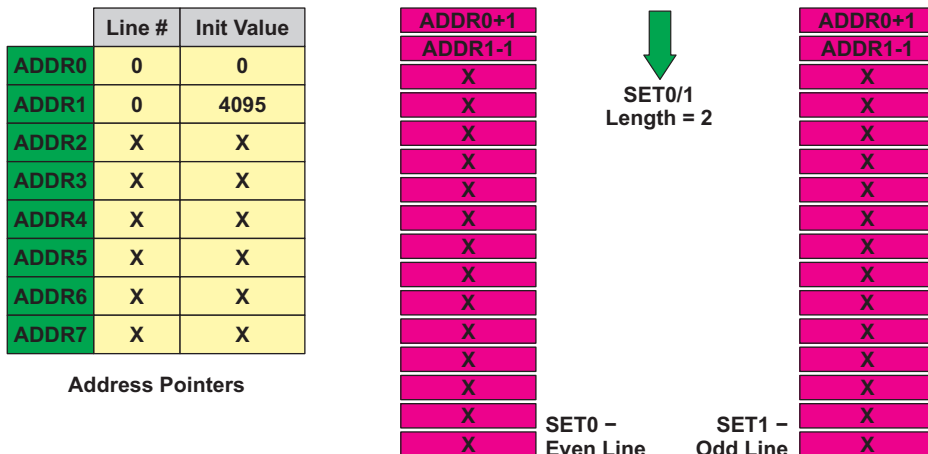 Line # Init Value
ADDR0 0 0
ADDR1 0 4095
ADDR2 X X
ADDR3 X X
ADDR4 X X
ADDR5 X X
ADDR6 X X
ADDR7 X X
Address Pointers
ADDR0+1
ADDR1-1
X
X
X
X
X
X
X
X
X
X
X
X
X
X
SET0/1
Length = 2
SET0 −
Even Line
SET1 −
Odd Line
ADDR0+1
ADDR1-1
X
X
X
X
X
X
X
X
X
X
X
X
X
X